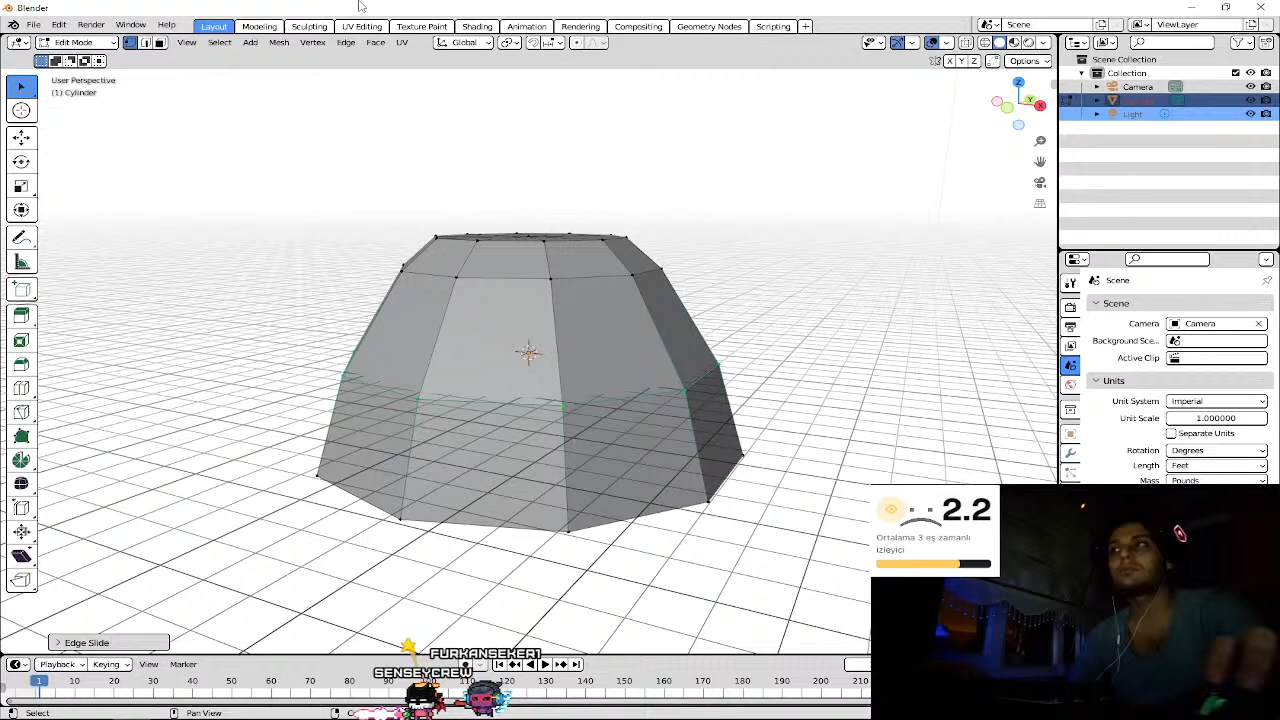 Blender
File Edit Render Window Help Layout Modeling Sculpting UV Editing Texture Paint Shading Animation Rendering Compositing Geometry Nodes Scripting + Scene ViewLayer
Edit Mode View Select Add Mesh Vertex Edge Face UV Global
X Y Z Options
User Perspective
(1) Cylinder
Z
Y
X
Scene Collection
Collection
Camera
Light
Scene
Scene
Camera Camera
Background Sce...
Active Clip
Units
Unit System Imperial
Unit Scale 1.000000
Separate Units
Rotation Degrees
Length Feet
Mass Pounds
2.2
Ortalama 3 eş zamanlı
izleyici
Edge Slide
FURKANSEKER1
SENSEYCREW
Playback Keying View Marker
1 10 20 30 40 50 60 70 80 90 100 110 120 130 140 150 160 170 180 190 200 210
Select Pan View